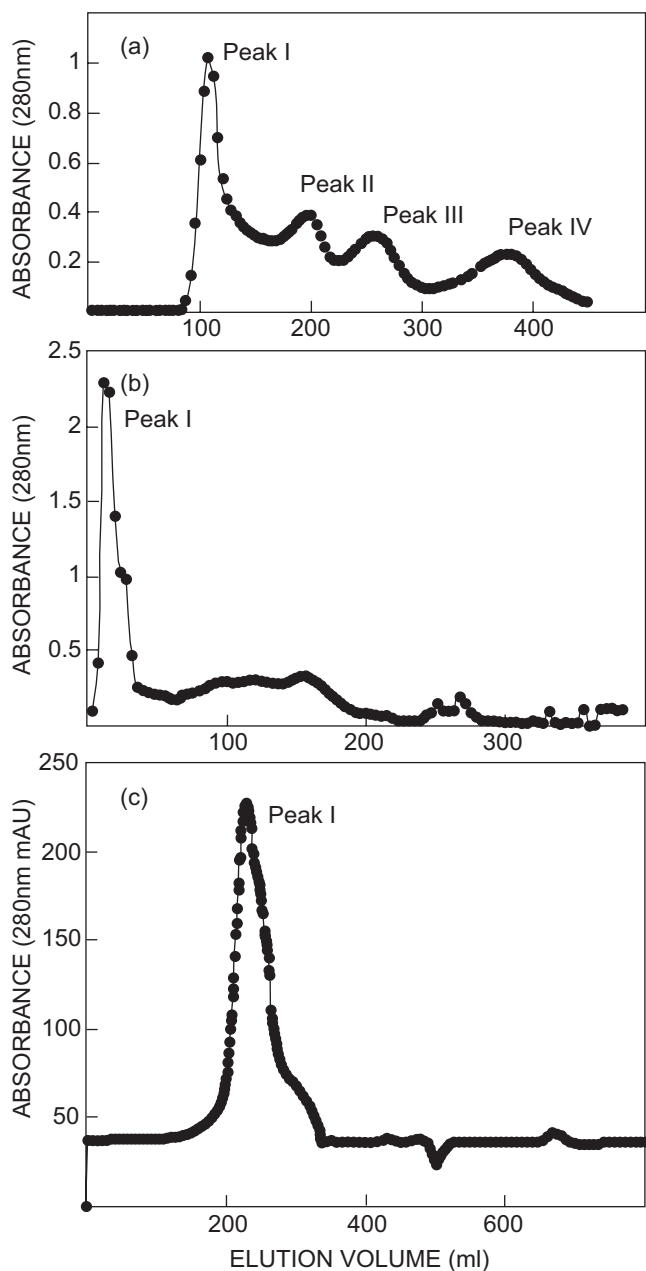 (a)
Peak I
Peak II
Peak III
Peak IV
ABSORBANCE (280nm)
1
0.8
0.6
0.4
0.2
100 200 300 400
(b)
Peak I
ABSORBANCE (280nm)
2.5
2
1.5
1
0.5
100 200 300
(c)
Peak I
ABSORBANCE (280nm mAU)
250
200
150
100
50
200 400 600
ELUTION VOLUME (ml)